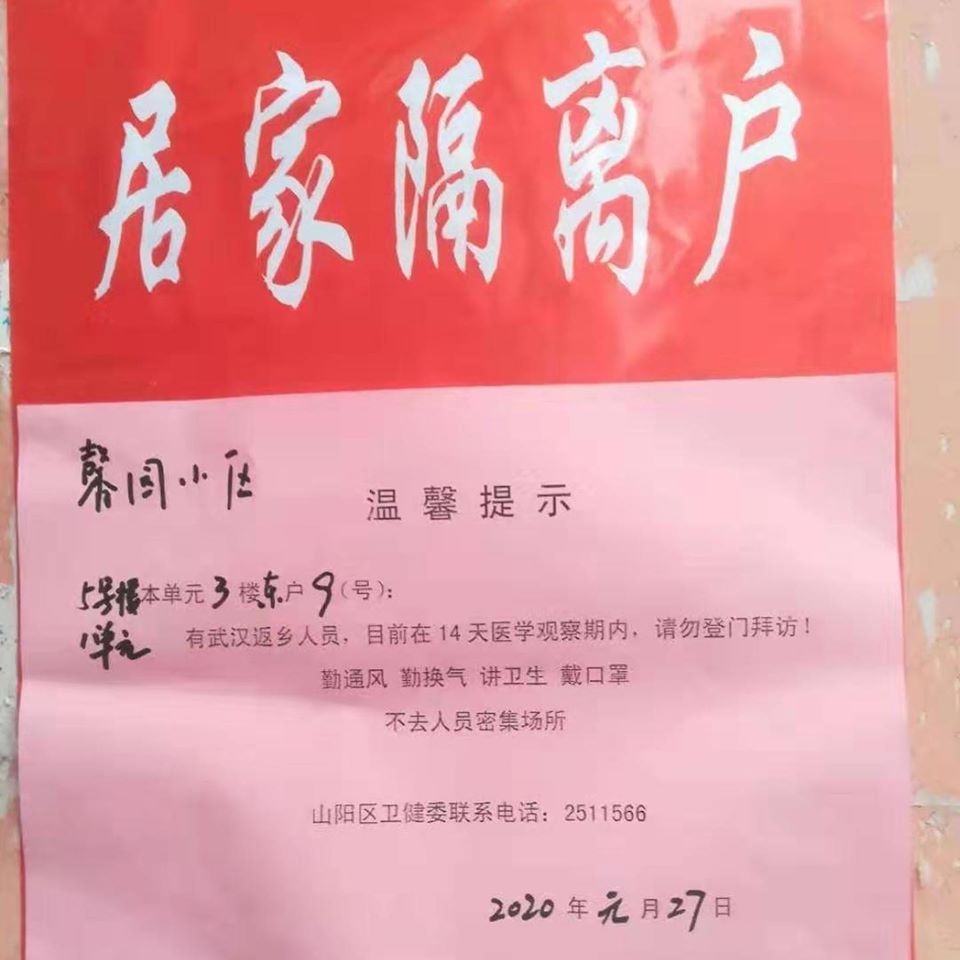 居家隔离户
馨园小区
温馨提示
5号楼
1单元
本单元3楼东户9(号):
有武汉返乡人员,目前在14天医学观察期内,请勿登门拜访!
勤通风 勤换气 讲卫生 戴口罩
不去人员密集场所
山阳区卫健委联系电话:2511566
2020年元月27日